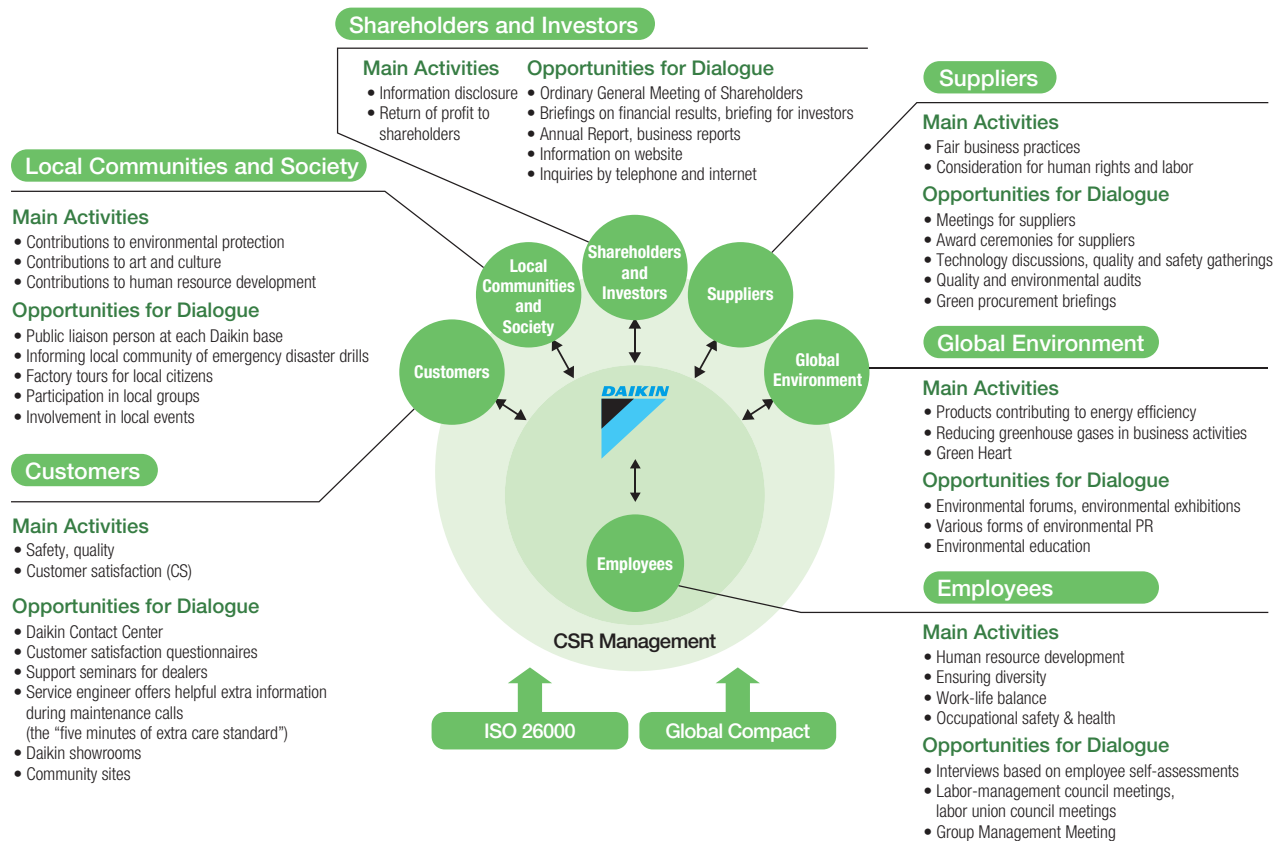 Shareholders and Investors
Main Activities
• Information disclosure
• Return of profit to
shareholders
Opportunities for Dialogue
• Ordinary General Meeting of Shareholders
• Briefings on financial results, briefing for investors
• Annual Report, business reports
• Information on website
• Inquiries by telephone and internet
Suppliers
Main Activities
• Fair business practices
• Consideration for human rights and labor
Opportunities for Dialogue
• Meetings for suppliers
• Award ceremonies for suppliers
• Technology discussions, quality and safety gatherings
• Quality and environmental audits
• Green procurement briefings
Local Communities and Society
Main Activities
• Contributions to environmental protection
• Contributions to art and culture
• Contributions to human resource development
Opportunities for Dialogue
• Public liaison person at each Daikin base
• Informing local community of emergency disaster drills
• Factory tours for local citizens
• Participation in local groups
• Involvement in local events
Customers
Main Activities
• Safety, quality
• Customer satisfaction (CS)
Opportunities for Dialogue
• Daikin Contact Center
• Customer satisfaction questionnaires
• Support seminars for dealers
• Service engineer offers helpful extra information
during maintenance calls
(the “five minutes of extra care standard”)
• Daikin showrooms
• Community sites
Customers
Local
Communities
and
Society
Shareholders
and
Investors
Suppliers
Global
Environment
DAIKIN
Employees
CSR Management
ISO 26000
Global Compact
Global Environment
Main Activities
• Products contributing to energy efficiency
• Reducing greenhouse gases in business activities
• Green Heart
Opportunities for Dialogue
• Environmental forums, environmental exhibitions
• Various forms of environmental PR
• Environmental education
Employees
Main Activities
• Human resource development
• Ensuring diversity
• Work-life balance
• Occupational safety & health
Opportunities for Dialogue
• Interviews based on employee self-assessments
• Labor-management council meetings,
labor union council meetings
• Group Management Meeting